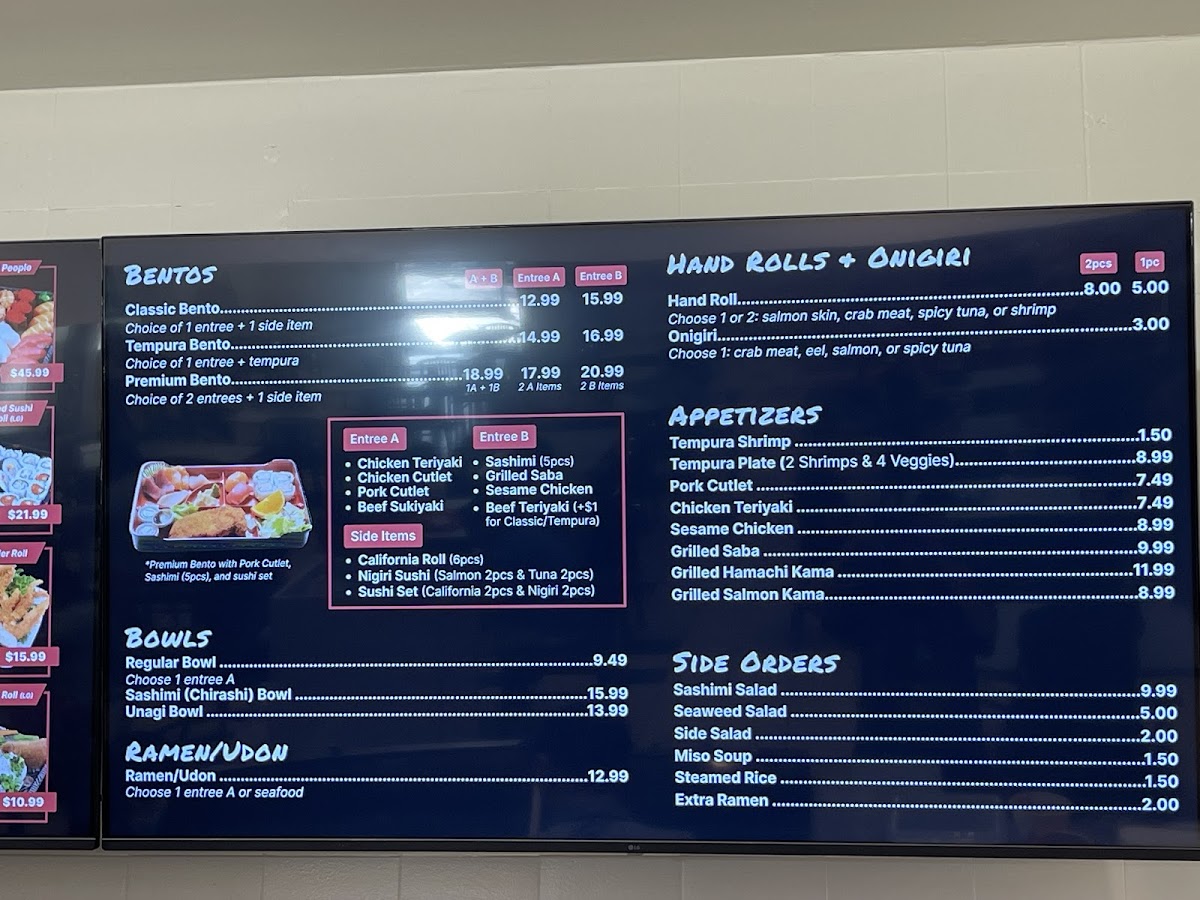 People
$45.99
ed Sushi
oll (LO)
$21.99
er Roll
$15.99
Roll (LO)
$10.99
BENTOS
A + B Entree A Entree B
Classic Bento 12.99 15.99
Choice of 1 entree + 1 side item
Tempura Bento 14.99 16.99
Choice of 1 entree + tempura
Premium Bento 18.99 17.99 20.99
1A + 1B 2 A Items 2 B Items
Choice of 2 entrees + 1 side item
*Premium Bento with Pork Cutlet,
Sashimi (5pcs), and sushi set
Entree A
• Chicken Teriyaki
• Chicken Cutlet
• Pork Cutlet
• Beef Sukiyaki
Entree B
• Sashimi (5pcs)
• Grilled Saba
• Sesame Chicken
• Beef Teriyaki (+$1
for Classic/Tempura)
Side Items
• California Roll (6pcs)
• Nigiri Sushi (Salmon 2pcs & Tuna 2pcs)
• Sushi Set (California 2pcs & Nigiri 2pcs)
BOWLS
Regular Bowl 9.49
Choose 1 entree A
Sashimi (Chirashi) Bowl 15.99
Unagi Bowl 13.99
RAMEN/UDON
Ramen/Udon 12.99
Choose 1 entree A or seafood
HAND ROLLS + ONIGIRI
2pcs 1pc
Hand Roll 8.00 5.00
Choose 1 or 2: salmon skin, crab meat, spicy tuna, or shrimp
Onigiri 3.00
Choose 1: crab meat, eel, salmon, or spicy tuna
APPETIZERS
Tempura Shrimp 1.50
Tempura Plate (2 Shrimps & 4 Veggies) 8.99
Pork Cutlet 7.49
Chicken Teriyaki 7.49
Sesame Chicken 8.99
Grilled Saba 9.99
Grilled Hamachi Kama 11.99
Grilled Salmon Kama 8.99
SIDE ORDERS
Sashimi Salad 9.99
Seaweed Salad 5.00
Side Salad 2.00
Miso Soup 1.50
Steamed Rice 1.50
Extra Ramen 2.00
LG